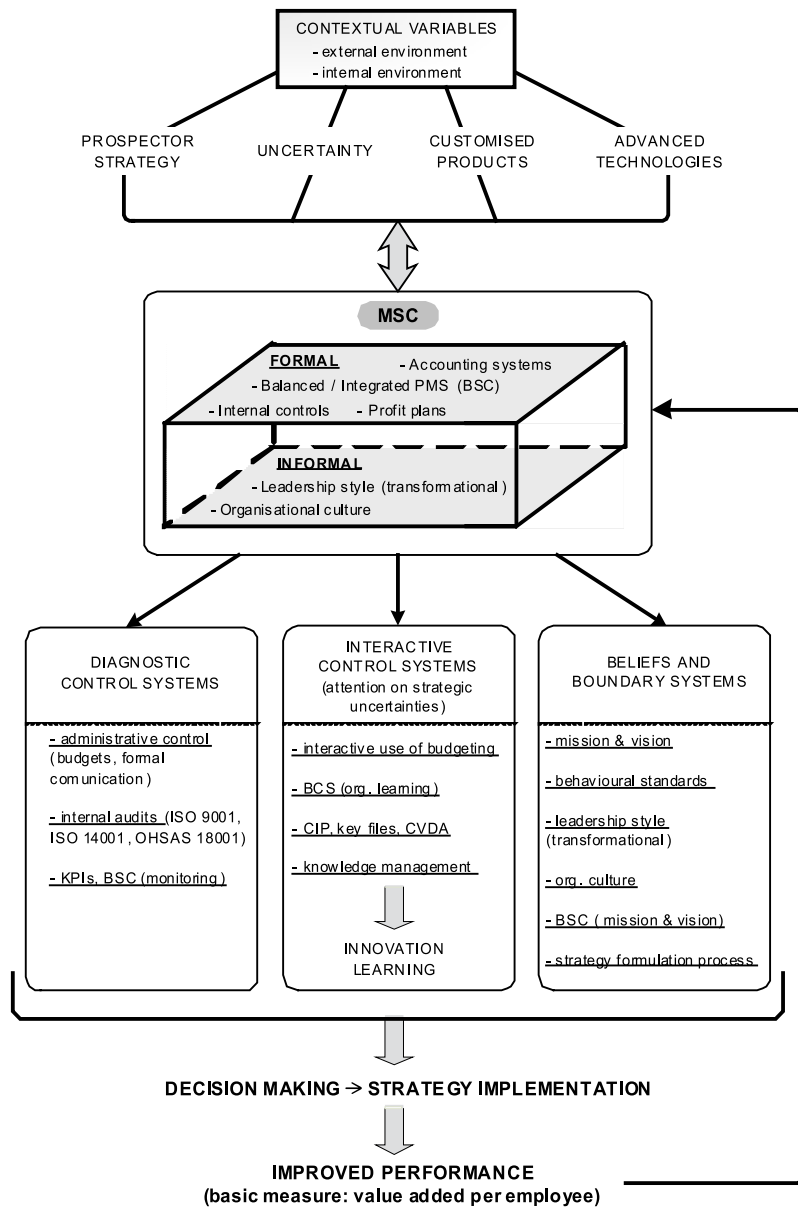 CONTEXTUAL VARIABLES
- external environment
- internal environment
PROSPECTOR
STRATEGY
UNCERTAINTY
CUSTOMISED
PRODUCTS
ADVANCED
TECHNOLOGIES
MSC
FORMAL
- Accounting systems
- Balanced / Integrated PMS (BSC)
- Internal controls - Profit plans
INFORMAL
- Leadership style (transformational)
- Organisational culture
DIAGNOSTIC
CONTROL SYSTEMS
- administrative control
(budgets, formal
comunication)
- internal audits (ISO 9001,
ISO 14001, OHSAS 18001)
- KPIs, BSC (monitoring)
INTERACTIVE
CONTROL SYSTEMS
(attention on strategic
uncertainties)
- interactive use of budgeting
- BCS (org. learning)
- CIP, key files, CVDA
- knowledge management
INNOVATION
LEARNING
BELIEFS AND
BOUNDARY SYSTEMS
- mission & vision
- behavioural standards
- leadership style
(transformational)
- org. culture
- BSC ( mission & vision)
- strategy formulation process
DECISION MAKING → STRATEGY IMPLEMENTATION
IMPROVED PERFORMANCE
(basic measure: value added per employee)